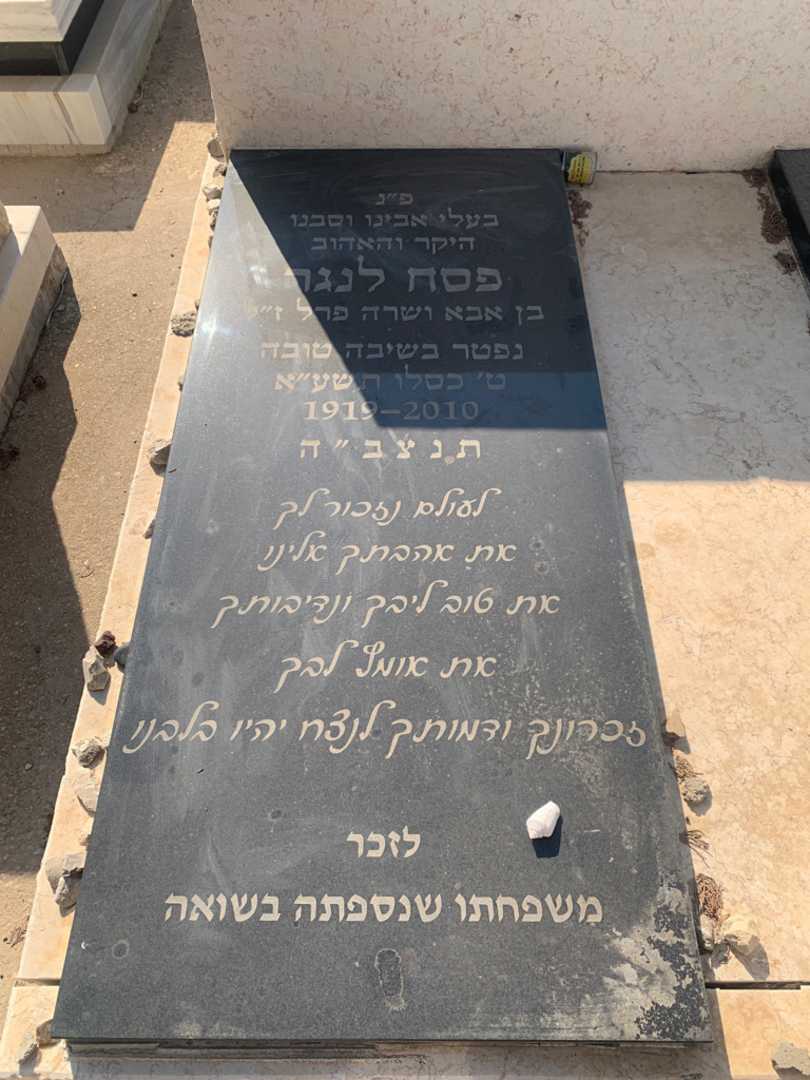 פ״נ
בעלי אבינו וסבנו
היקר והאהוב
פסח לנגר
בן אבא ושרה פרל ז״ל
נפטר בשיבה טובה
ט׳ כסלו תשע״א
1919–2010
ת נ צ ב ״ ה
לעולם נזכור לך
את אהבתך אלינו
את טוב ליבך ונדיבותך
את אומץ לבך
זכרונך ודמותך לנצח יהיו בלבנו
לזכר
משפחתו שנספתה בשואה